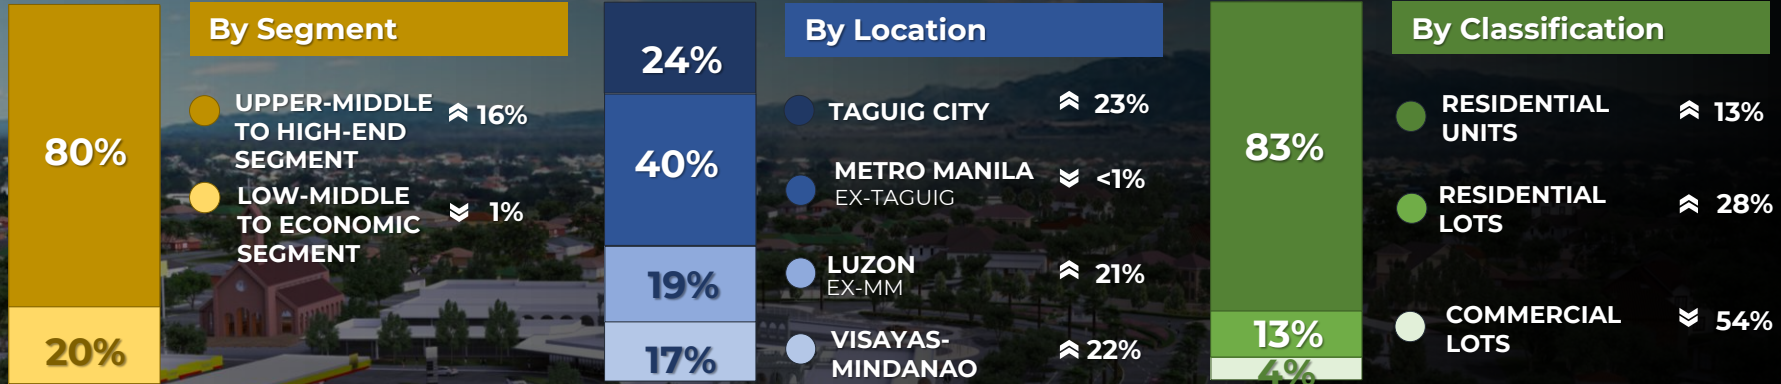 By Segment
80%
20%
UPPER-MIDDLE
TO HIGH-END
SEGMENT
16%
LOW-MIDDLE
TO ECONOMIC
SEGMENT
1%
By Location
24%
40%
19%
17%
TAGUIG CITY
23%
METRO MANILA
EX-TAGUIG
<1%
LUZON
EX-MM
21%
VISAYAS-
MINDANAO
22%
By Classification
83%
13%
4%
RESIDENTIAL
UNITS
13%
RESIDENTIAL
LOTS
28%
COMMERCIAL
LOTS
54%